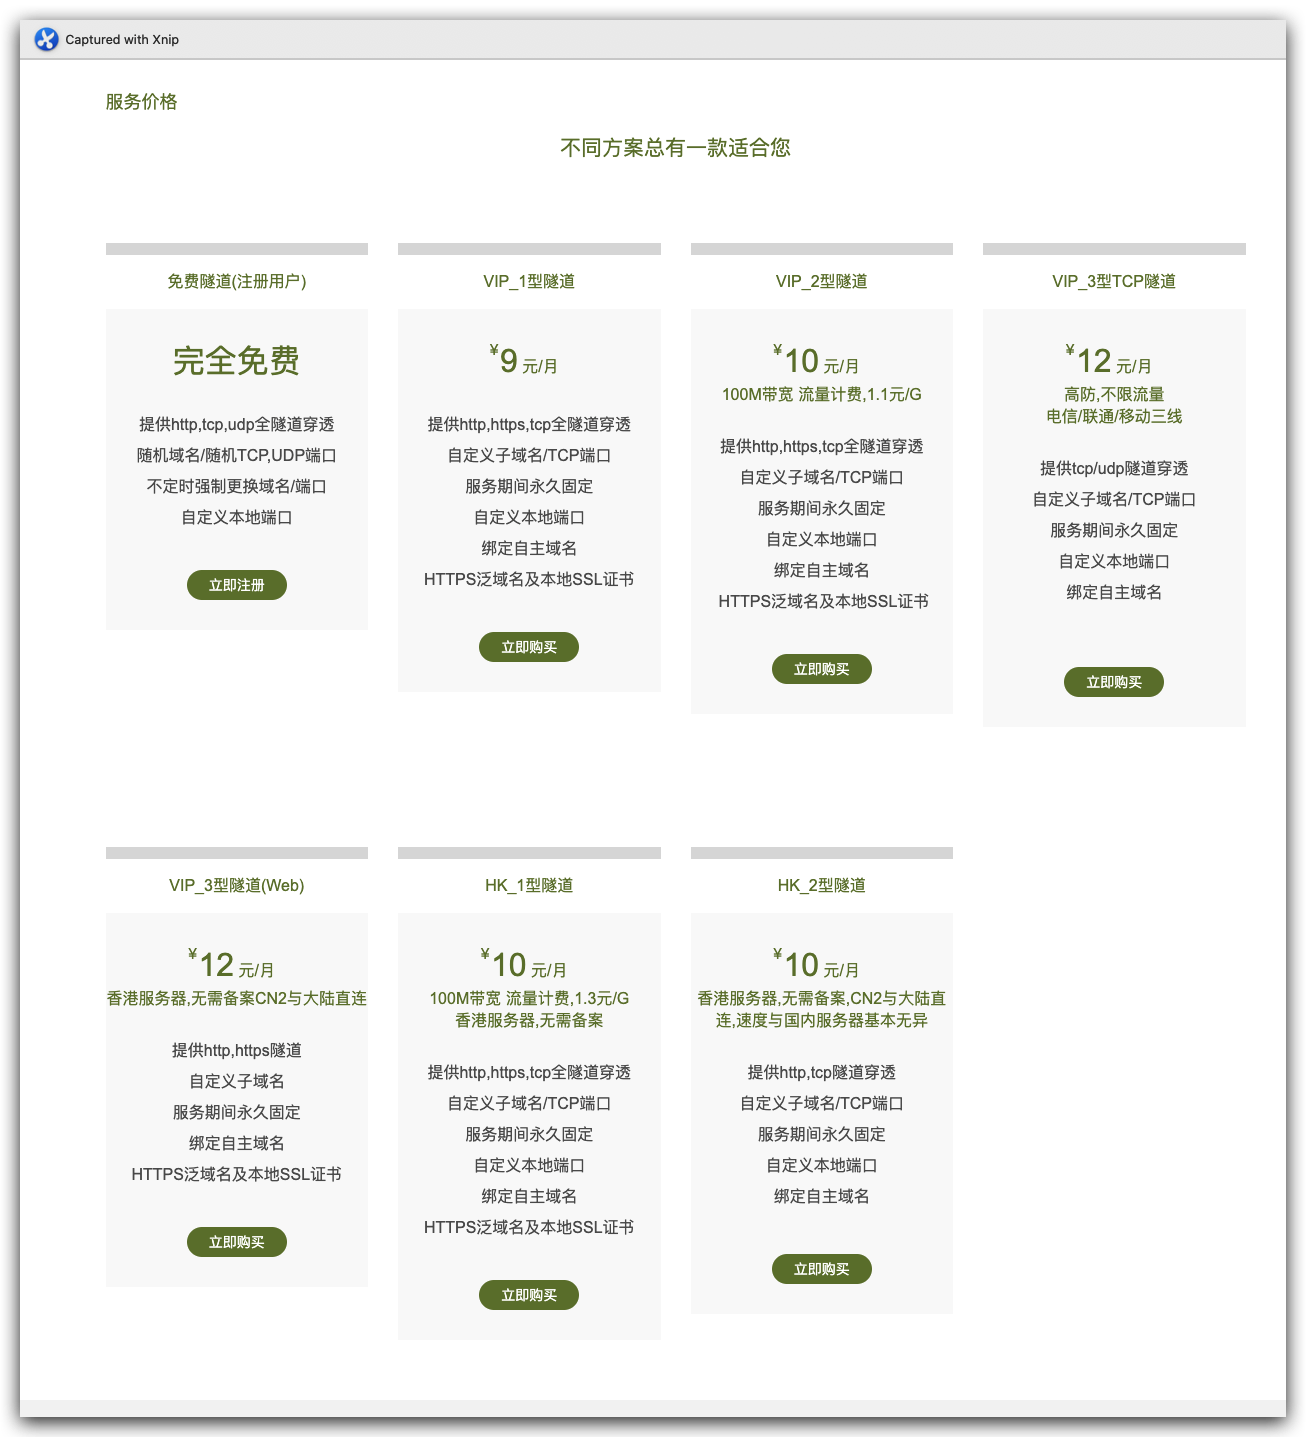 Captured with Xnip
服务价格
不同方案总有一款适合您
免费隧道(注册用户)
完全免费
提供http,tcp,udp全隧道穿透
随机域名/随机TCP,UDP端口
不定时强制更换域名/端口
自定义本地端口
立即注册
VIP_1型隧道
¥9 元/月
提供http,https,tcp全隧道穿透
自定义子域名/TCP端口
服务期间永久固定
自定义本地端口
绑定自主域名
HTTPS泛域名及本地SSL证书
立即购买
VIP_2型隧道
¥10 元/月
100M带宽 流量计费,1.1元/G
提供http,https,tcp全隧道穿透
自定义子域名/TCP端口
服务期间永久固定
自定义本地端口
绑定自主域名
HTTPS泛域名及本地SSL证书
立即购买
VIP_3型TCP隧道
¥12 元/月
高防,不限流量
电信/联通/移动三线
提供tcp/udp隧道穿透
自定义子域名/TCP端口
服务期间永久固定
自定义本地端口
绑定自主域名
立即购买
VIP_3型隧道(Web)
¥12 元/月
香港服务器,无需备案CN2与大陆直连
提供http,https隧道
自定义子域名
服务期间永久固定
绑定自主域名
HTTPS泛域名及本地SSL证书
立即购买
HK_1型隧道
¥10 元/月
100M带宽 流量计费,1.3元/G
香港服务器,无需备案
提供http,https,tcp全隧道穿透
自定义子域名/TCP端口
服务期间永久固定
自定义本地端口
绑定自主域名
HTTPS泛域名及本地SSL证书
立即购买
HK_2型隧道
¥10 元/月
香港服务器,无需备案,CN2与大陆直
连,速度与国内服务器基本无异
提供http,tcp隧道穿透
自定义子域名/TCP端口
服务期间永久固定
自定义本地端口
绑定自主域名
立即购买